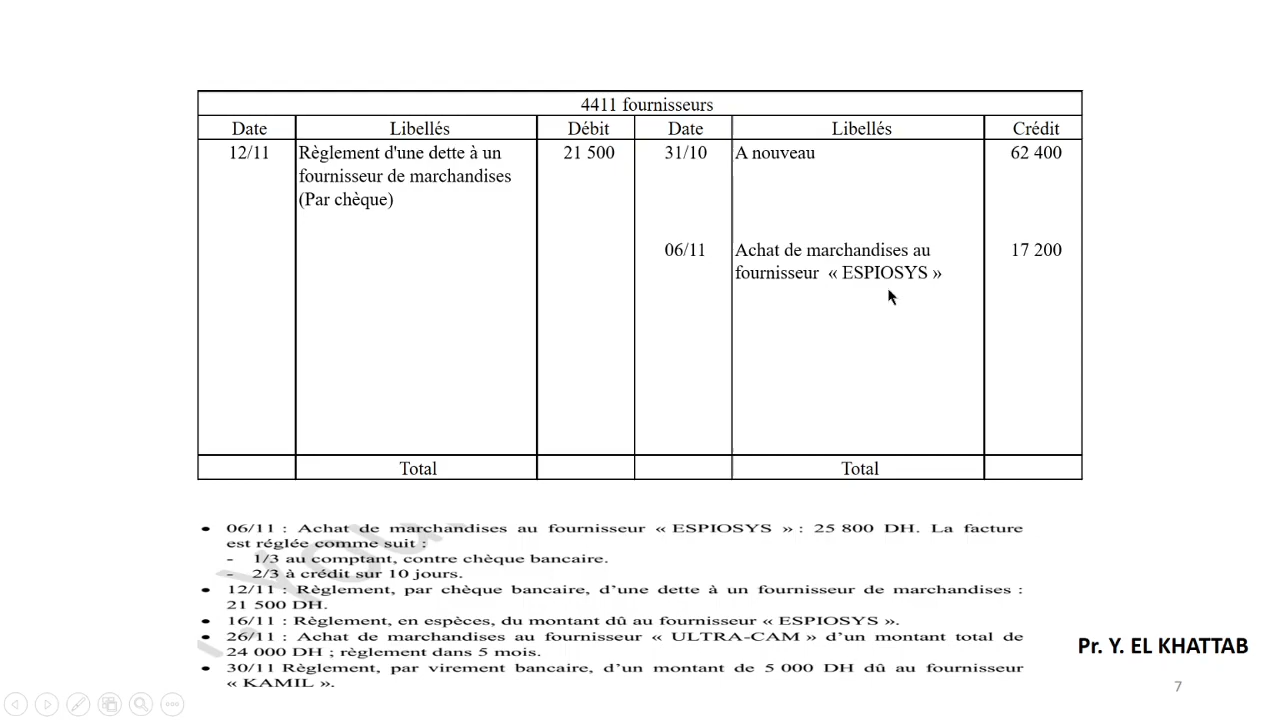 4411 fournisseurs
Date Libellés Débit Date Libellés Crédit
12/11 Règlement d'une dette à un 21 500 31/10 A nouveau 62 400
fournisseur de marchandises
(Par chèque)
06/11 Achat de marchandises au 17 200
fournisseur « ESPIOSYS »
Total Total
• 06/11 : Achat de marchandises au fournisseur « ESPIOSYS » : 25 800 DH. La facture
est réglée comme suit :
- 1/3 au comptant, contre chèque bancaire.
- 2/3 à crédit sur 10 jours.
• 12/11 : Règlement, par chèque bancaire, d'une dette à un fournisseur de marchandises :
21 500 DH.
• 16/11 : Règlement, en espèces, du montant dû au fournisseur « ESPIOSYS ».
• 26/11 : Achat de marchandises au fournisseur « ULTRA-CAM » d'un montant total de
24 000 DH ; règlement dans 5 mois.
• 30/11 Règlement, par virement bancaire, d'un montant de 5 000 DH dû au fournisseur
« KAMIL ».
Pr. Y. EL KHATTAB
7